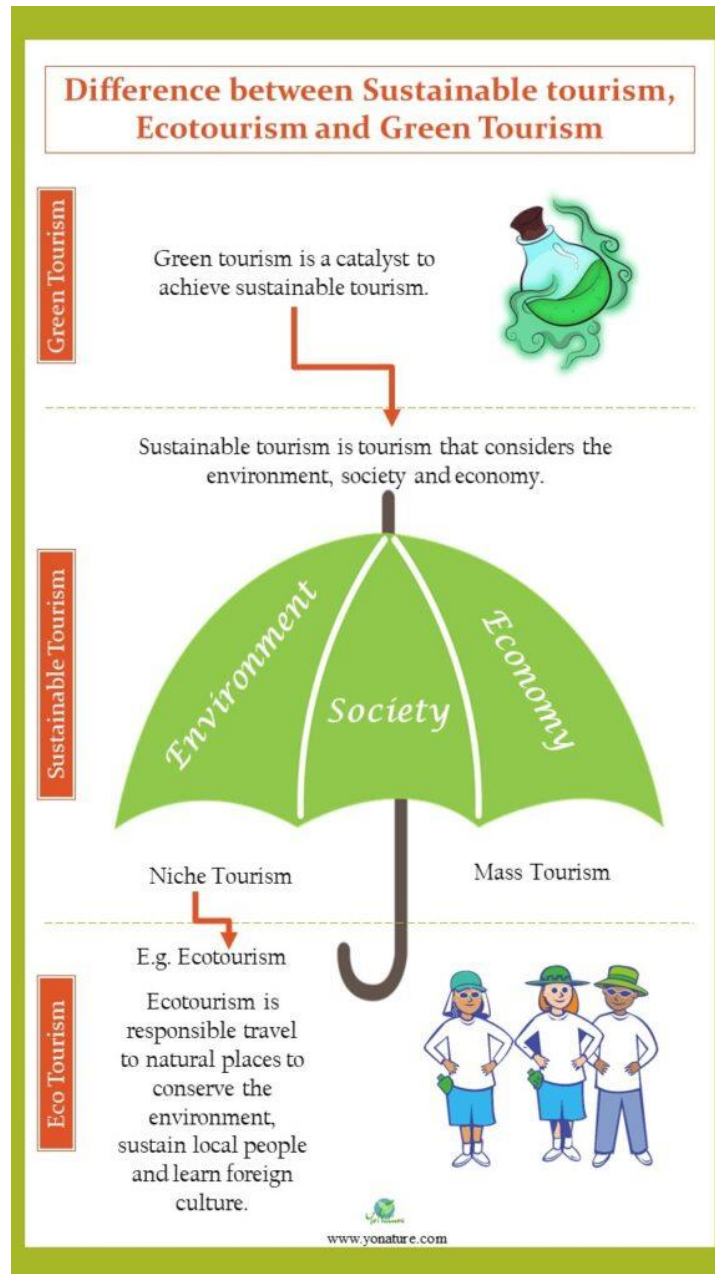 Difference between Sustainable tourism,
Ecotourism and Green Tourism
Green Tourism
Green tourism is a catalyst to
achieve sustainable tourism.
Sustainable Tourism
Sustainable tourism is tourism that considers the
environment, society and economy.
Environment
Society
Economy
Niche Tourism
Mass Tourism
Eco Tourism
E.g. Ecotourism
Ecotourism is
responsible travel
to natural places to
conserve the
environment,
sustain local people
and learn foreign
culture.
www.yonature.com